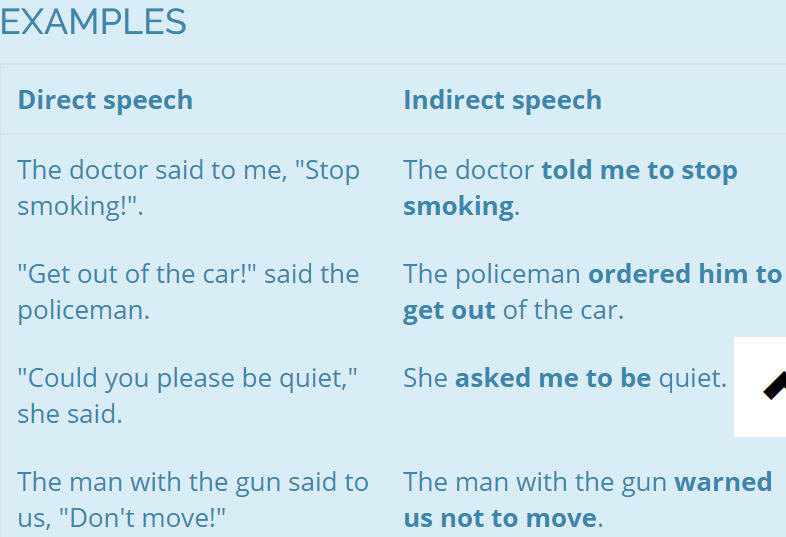 EXAMPLES
Direct speech
Indirect speech
The doctor said to me, "Stop
smoking!".
The doctor told me to stop
smoking.
"Get out of the car!" said the
policeman.
The policeman ordered him to
get out of the car.
"Could you please be quiet,"
she said.
She asked me to be quiet.
The man with the gun said to
us, "Don't move!"
The man with the gun warned
us not to move.